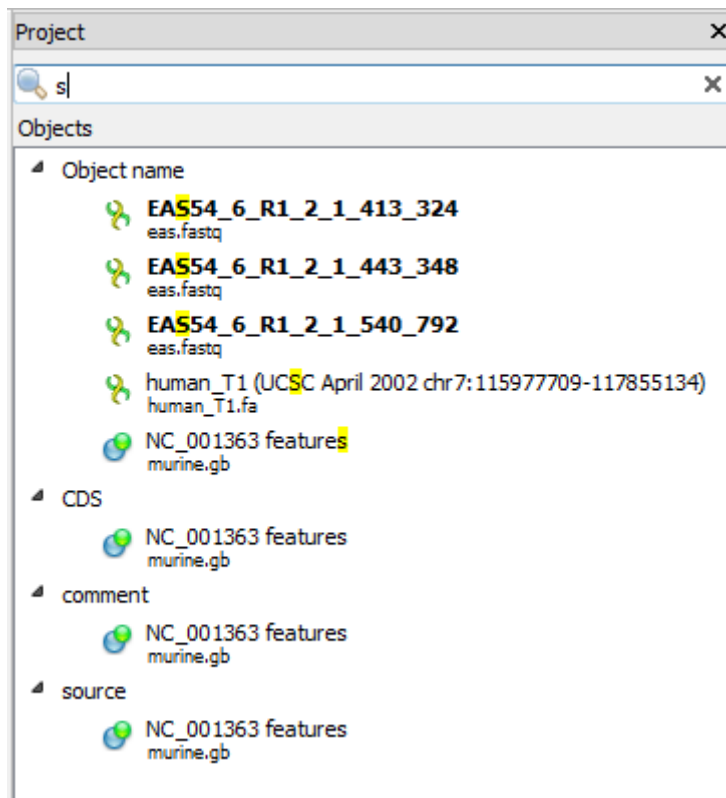 Project
s
Objects
Object name
EAS54_6_R1_2_1_413_324
eas.fastq
EAS54_6_R1_2_1_443_348
eas.fastq
EAS54_6_R1_2_1_540_792
eas.fastq
human_T1 (UCSC April 2002 chr7:115977709-117855134)
human_T1.fa
NC_001363 features
murine.gb
CDS
NC_001363 features
murine.gb
comment
NC_001363 features
murine.gb
source
NC_001363 features
murine.gb